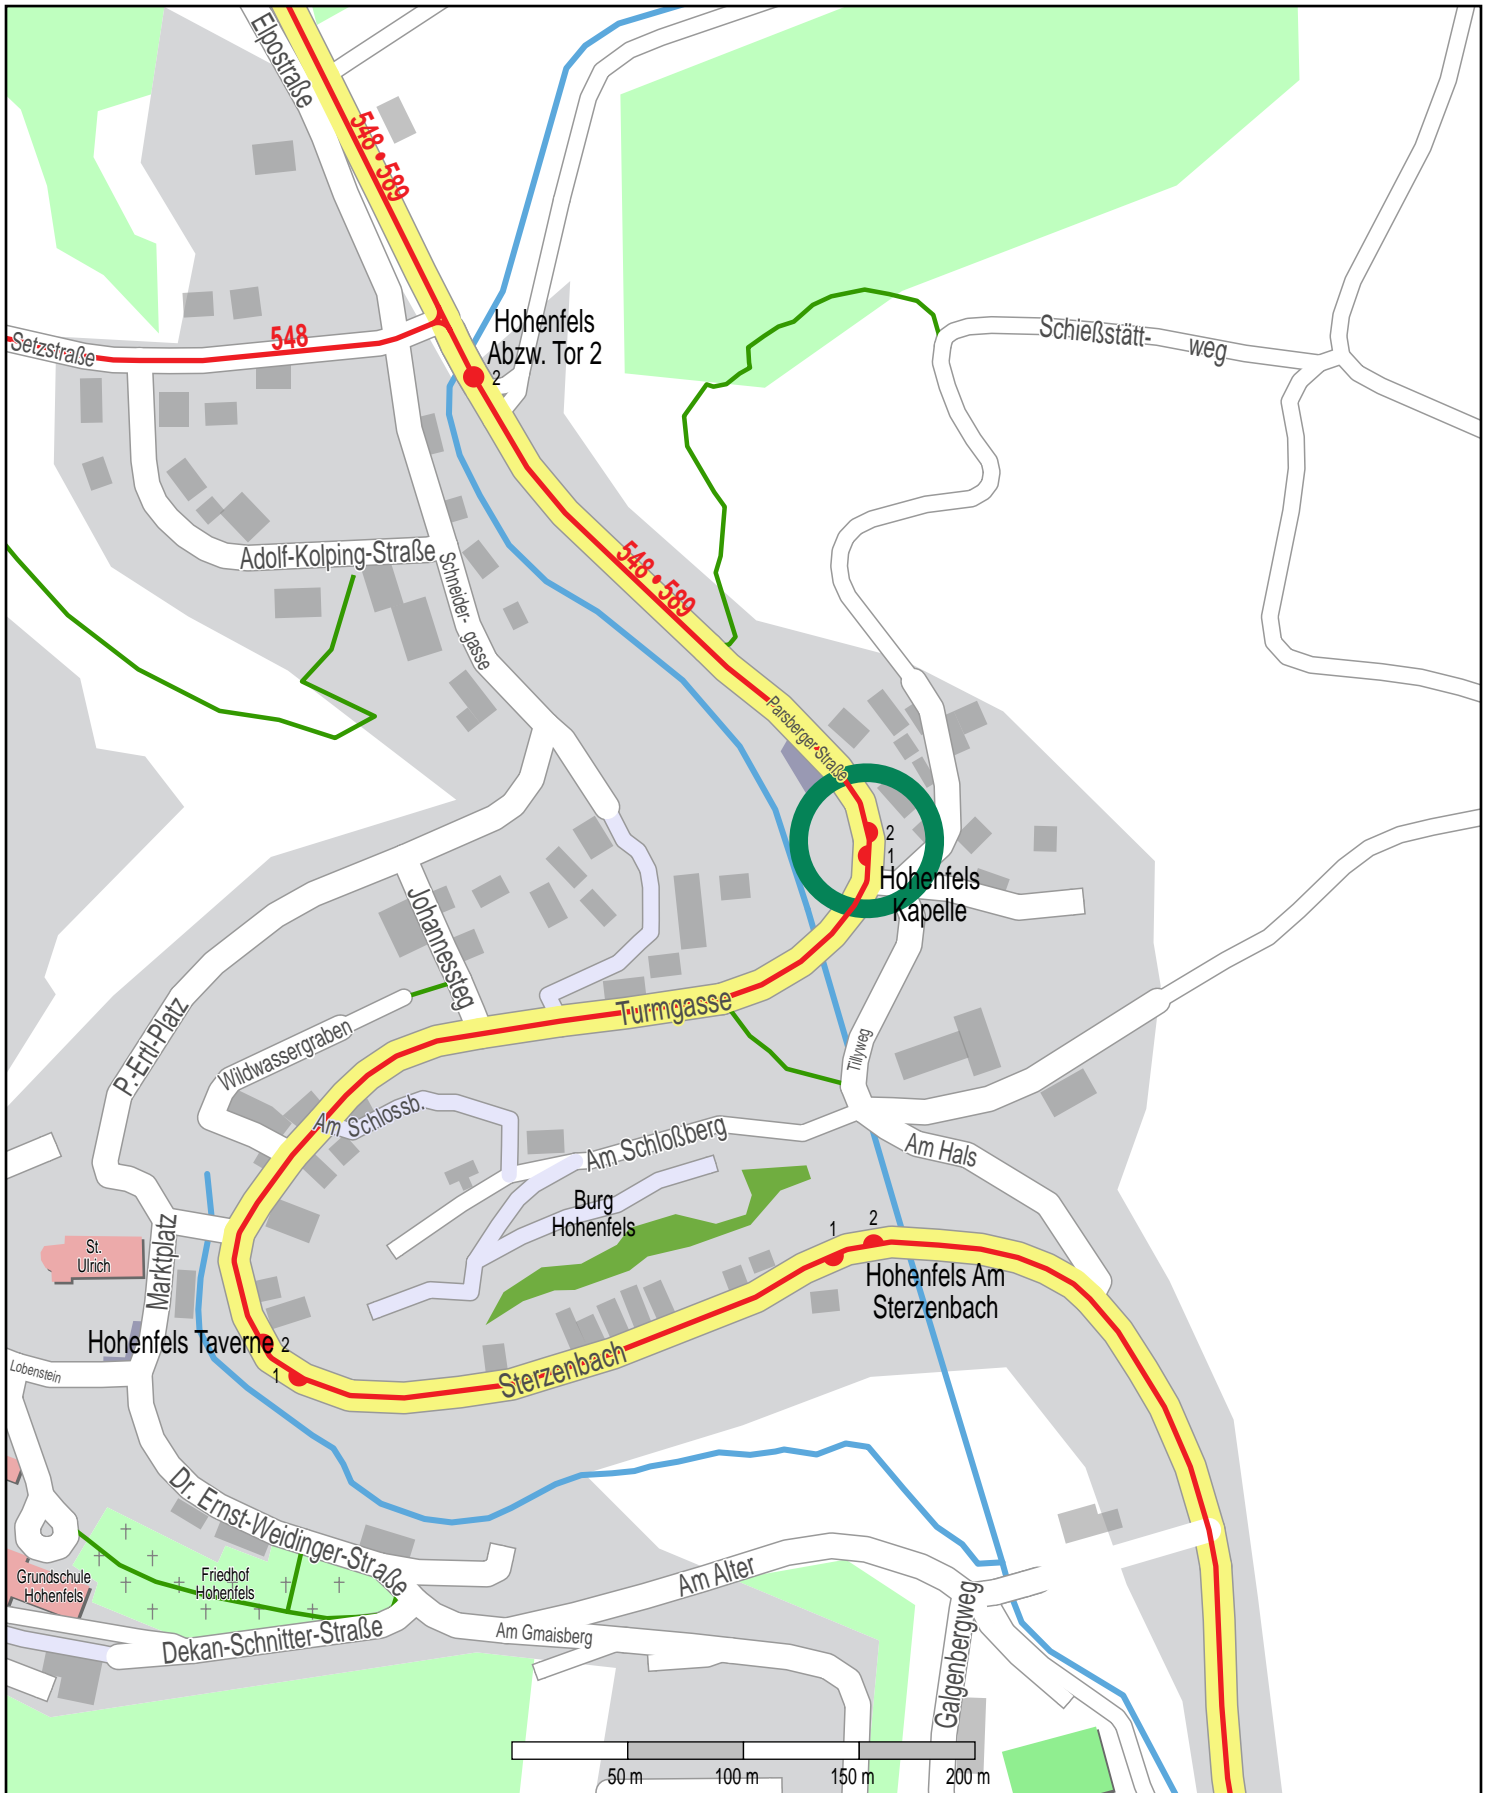 Elpostraße
548 • 589
Hohenfels
Abzw. Tor 2
2
Setzstraße
548
Schießstätt-
weg
Adolf-Kolping-Straße
Schneider-
gasse
548 • 589
Parsberger-Straße
2
1
Hohenfels
Kapelle
Johannessteg
Turmgasse
P.-Ertl-Platz
Wildwassergraben
Tillyweg
Am Schlossb.
Am Schloßberg
Am Hals
Burg
Hohenfels
Marktplatz
St.
Ulrich
1
2
Hohenfels Am
Sterzenbach
Hohenfels Taverne
2
1
Lobenstein
Sterzenbach
Dr. Ernst-Weidinger-Straße
Grundschule
Hohenfels
Friedhof
Hohenfels
Am Alter
Galgenbergweg
Dekan-Schnitter-Straße
Am Gmaisberg
50 m
100 m
150 m
200 m